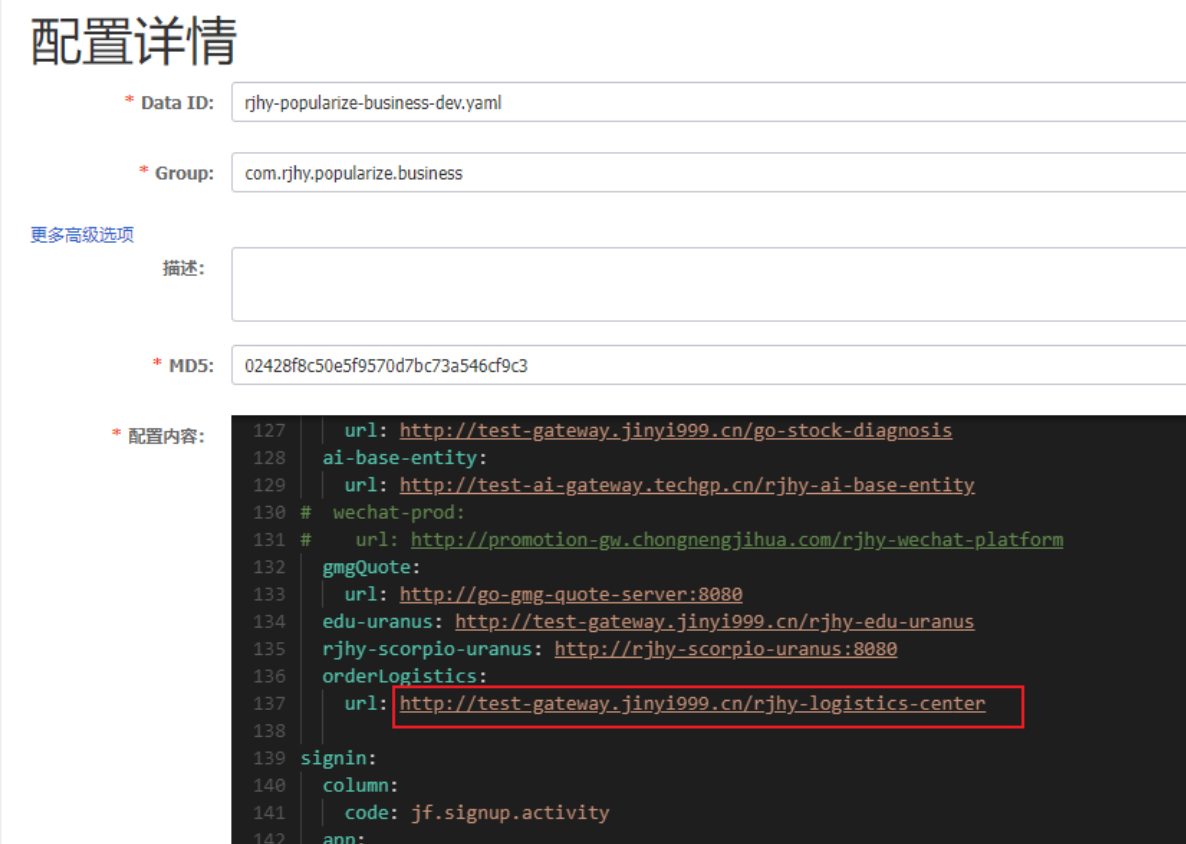 配置详情
* Data ID: rjhy-popularize-business-dev.yaml
* Group: com.rjhy.popularize.business
更多高级选项
描述:
* MD5: 02428f8c50e5f9570d7bc73a546cf9c3
* 配置内容:
127 url: http://test-gateway.jinyi999.cn/go-stock-diagnosis
128 ai-base-entity:
129 url: http://test-ai-gateway.techgp.cn/rjhy-ai-base-entity
130 # wechat-prod:
131 # url: http://promotion-gw.chongnengjihua.com/rjhy-wechat-platform
132 gmgQuote:
133 url: http://go-gmg-quote-server:8080
134 edu-uranus: http://test-gateway.jinyi999.cn/rjhy-edu-uranus
135 rjhy-scorpio-uranus: http://rjhy-scorpio-uranus:8080
136 orderLogistics:
137 url: http://test-gateway.jinyi999.cn/rjhy-logistics-center
138
139 signin:
140 column:
141 code: jf.signup.activity
142 app: